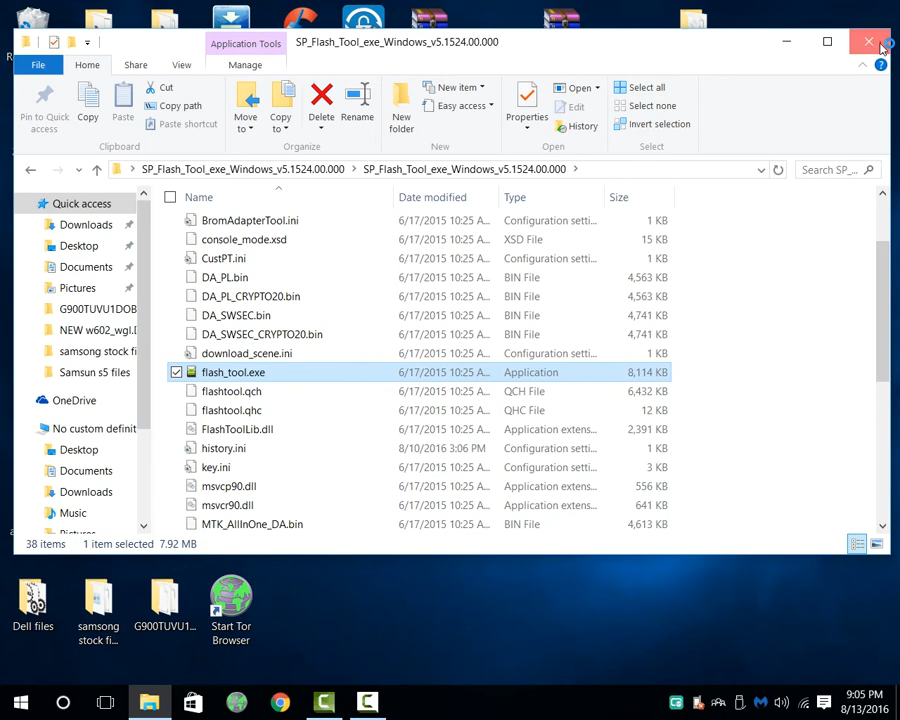 Application Tools
SP_Flash_Tool_exe_Windows_v5.1524.00.000
File
Home
Share
View
Manage
Pin to Quick access
Copy
Paste
Cut
Copy path
Paste shortcut
Clipboard
Move to
Copy to
Delete
Rename
Organize
New folder
New item
Easy access
New
Properties
Open
Edit
History
Open
Select all
Select none
Invert selection
Select
SP_Flash_Tool_exe_Windows_v5.1524.00.000 > SP_Flash_Tool_exe_Windows_v5.1524.00.000 >
Search SP_...
Quick access
Downloads
Desktop
Documents
Pictures
G900TUVU1DOB
NEW w602_wgl.D
samsong stock fi
Samsun s5 files
OneDrive
No custom definit
Desktop
Documents
Downloads
Music
Pictures
Name Date modified Type Size
BromAdapterTool.ini 6/17/2015 10:25 A... Configuration setti... 1 KB
console_mode.xsd 6/17/2015 10:25 A... XSD File 15 KB
CustPT.ini 6/17/2015 10:25 A... Configuration setti... 1 KB
DA_PL.bin 6/17/2015 10:25 A... BIN File 4,563 KB
DA_PL_CRYPTO20.bin 6/17/2015 10:25 A... BIN File 4,563 KB
DA_SWSEC.bin 6/17/2015 10:25 A... BIN File 4,741 KB
DA_SWSEC_CRYPTO20.bin 6/17/2015 10:25 A... BIN File 4,741 KB
download_scene.ini 6/17/2015 10:25 A... Configuration setti... 1 KB
flash_tool.exe 6/17/2015 10:25 A... Application 8,114 KB
flashtool.qch 6/17/2015 10:25 A... QCH File 6,432 KB
flashtool.qhc 6/17/2015 10:25 A... QHC File 12 KB
FlashToolLib.dll 6/17/2015 10:25 A... Application extens... 2,391 KB
history.ini 8/10/2016 3:06 PM Configuration setti... 1 KB
key.ini 6/17/2015 10:25 A... Configuration setti... 3 KB
msvcp90.dll 6/17/2015 10:25 A... Application extens... 556 KB
msvcr90.dll 6/17/2015 10:25 A... Application extens... 641 KB
MTK_AllInOne_DA.bin 6/17/2015 10:25 A... BIN File 4,613 KB
38 items 1 item selected 7.92 MB
Dell files
samsong stock fi...
G900TUVU1...
Start Tor Browser
9:05 PM
8/13/2016